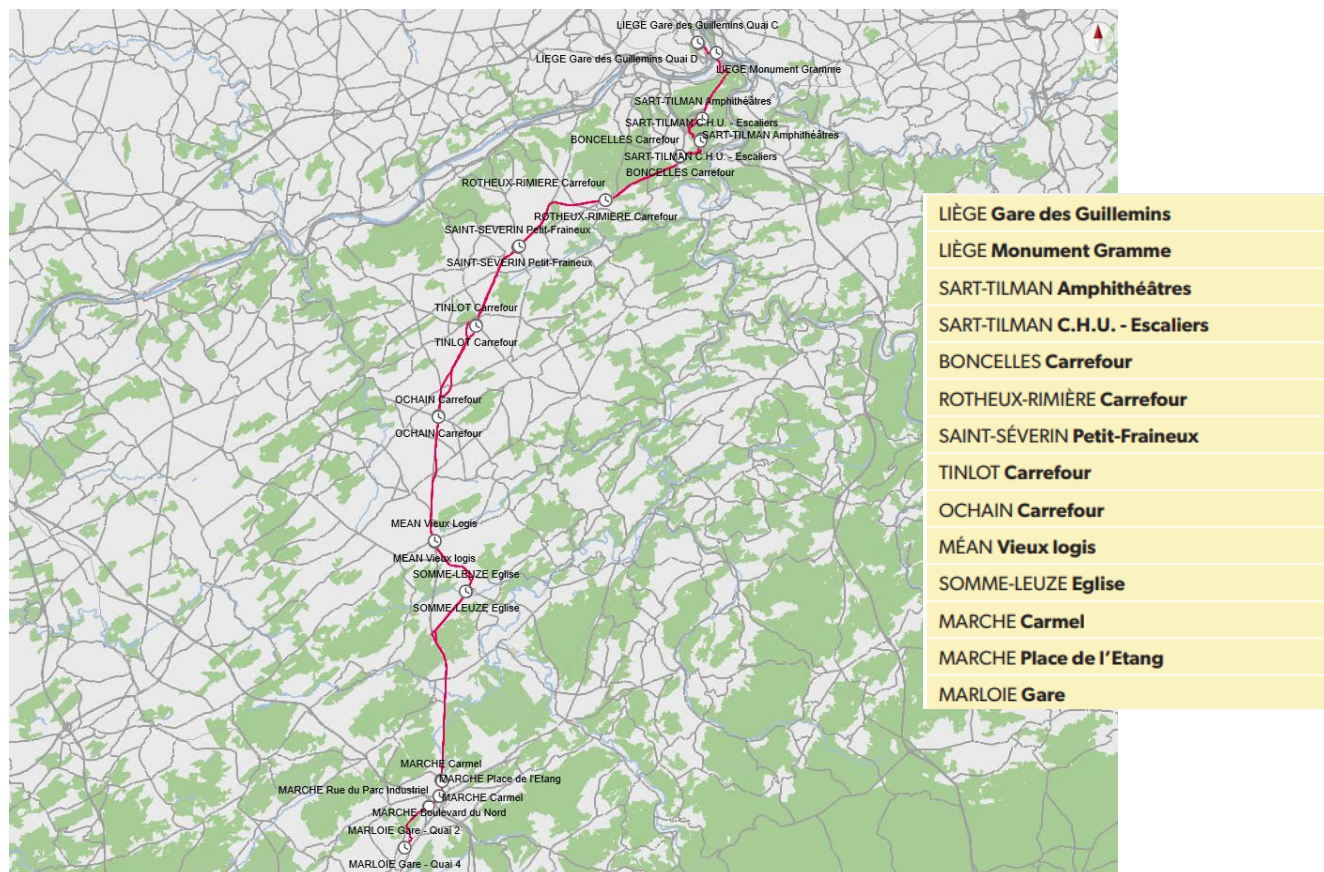 LIEGE Gare des Guillemins Quai C
LIEGE Gare des Guillemins Quai D
LIEGE Monument Gramme
SART-TILMAN Amphithéâtres
SART-TILMAN C.H.U. - Escaliers
SART-TILMAN Amphithéâtres
BONCELLES Carrefour
SART-TILMAN C.H.U. - Escaliers
BONCELLES Carrefour
ROTHEUX-RIMIERE Carrefour
ROTHEUX-RIMIERE Carrefour
SAINT-SEVERIN Petit-Fraineux
SAINT-SEVERIN Petit-Fraineux
TINLOT Carrefour
TINLOT Carrefour
OCHAIN Carrefour
OCHAIN Carrefour
MEAN Vieux Logis
MEAN Vieux logis
SOMME-LEUZE Eglise
SOMME-LEUZE Eglise
MARCHE Carmel
MARCHE Place de l'Etang
MARCHE Rue du Parc Industriel
MARCHE Carmel
MARCHE Boulevard du Nord
MARLOIE Gare - Quai 2
MARLOIE Gare - Quai 4
LIÈGE Gare des Guillemins
LIÈGE Monument Gramme
SART-TILMAN Amphithéâtres
SART-TILMAN C.H.U. - Escaliers
BONCELLES Carrefour
ROTHEUX-RIMIÈRE Carrefour
SAINT-SÉVERIN Petit-Fraineux
TINLOT Carrefour
OCHAIN Carrefour
MÉAN Vieux logis
SOMME-LEUZE Eglise
MARCHE Carmel
MARCHE Place de l’Etang
MARLOIE Gare